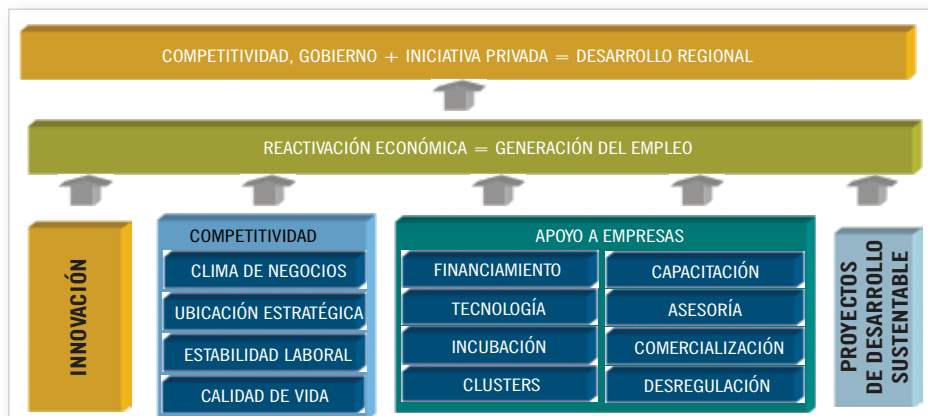 COMPETITIVIDAD, GOBIERNO + INICIATIVA PRIVADA = DESARROLLO REGIONAL
REACTIVACIÓN ECONÓMICA = GENERACIÓN DEL EMPLEO
INNOVACIÓN
COMPETITIVIDAD
CLIMA DE NEGOCIOS
UBICACIÓN ESTRATÉGICA
ESTABILIDAD LABORAL
CALIDAD DE VIDA
APOYO A EMPRESAS
FINANCIAMIENTO
TECNOLOGÍA
INCUBACIÓN
CLUSTERS
CAPACITACIÓN
ASESORÍA
COMERCIALIZACIÓN
DESREGULACIÓN
PROYECTOS
DE DESARROLLO
SUSTENTABLE